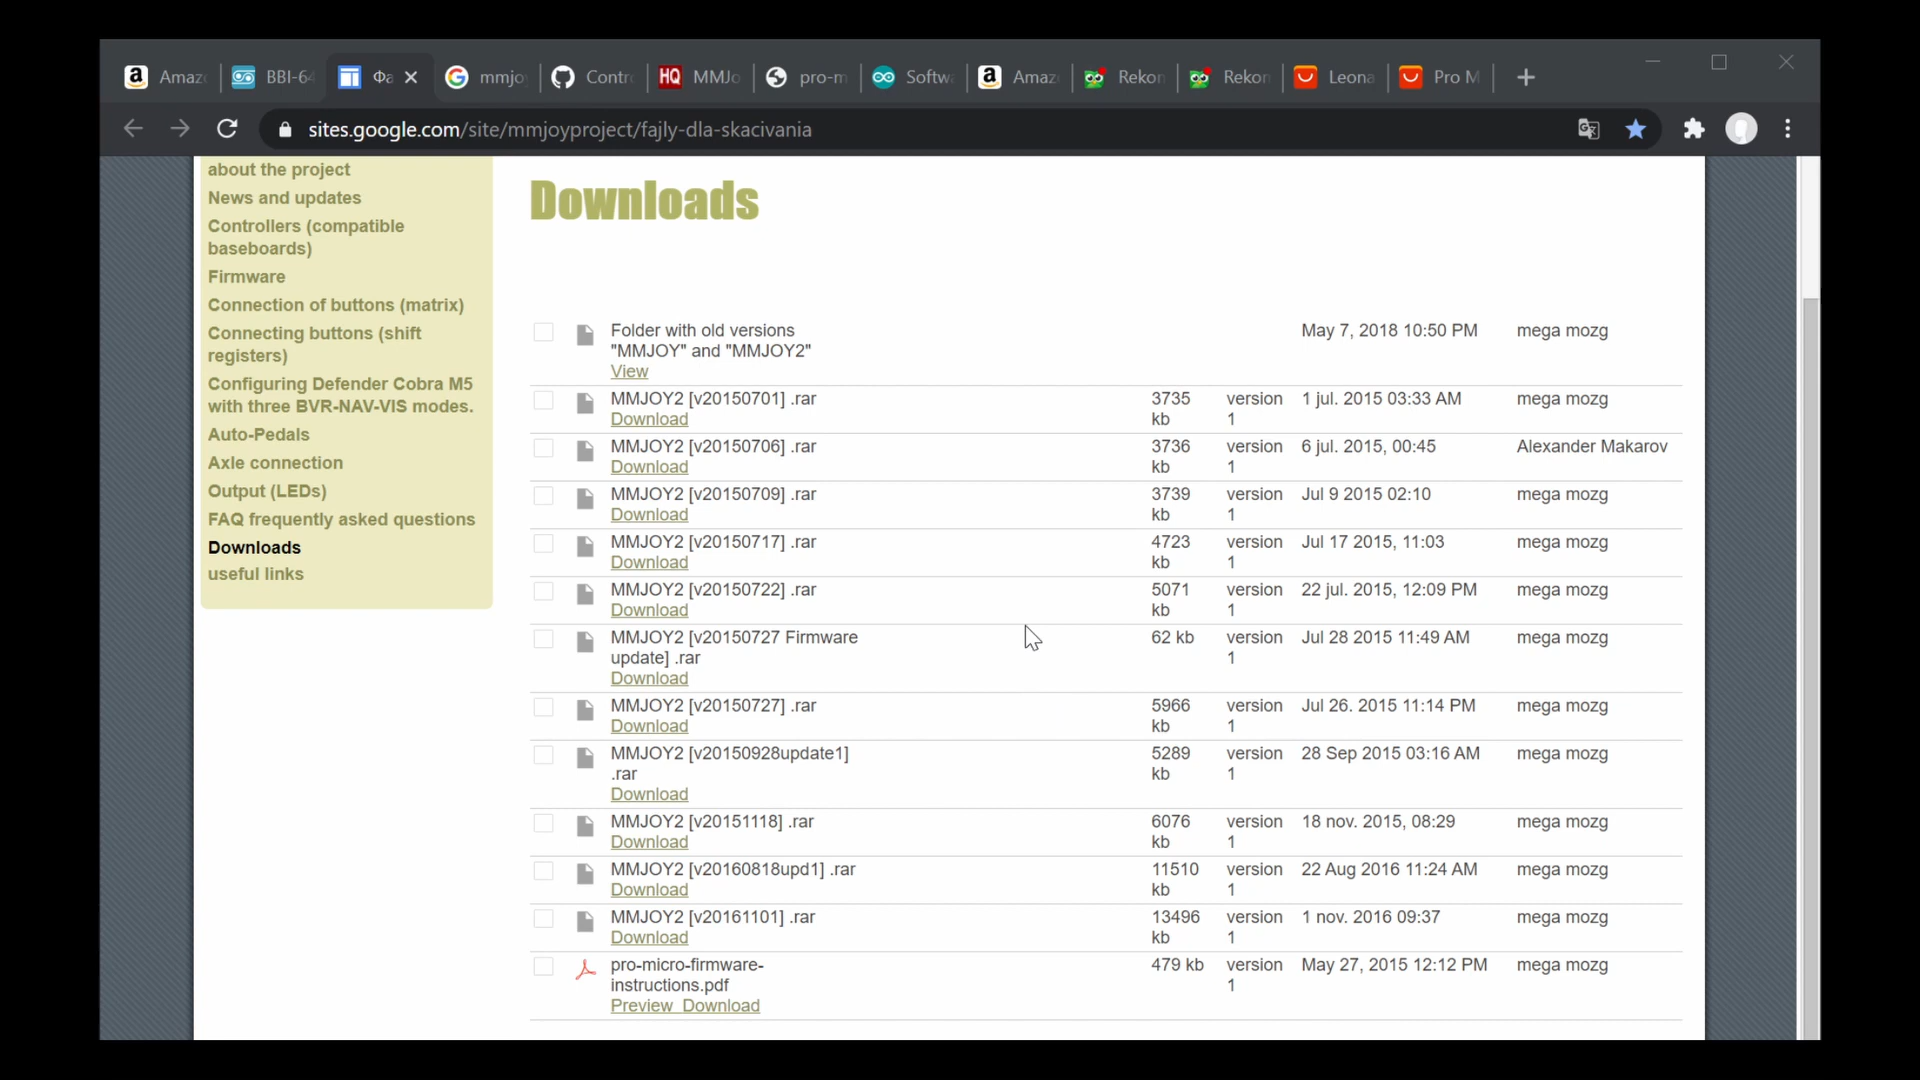 Amaz
BBI-64
Фа
mmjo
Contr
HQ
MMJo
pro-m
Softw
Amaz
Rekon
Rekon
Leona
Pro M
sites.google.com/site/mmjoyproject/fajly-dla-skacivania
about the project
News and updates
Controllers (compatible
baseboards)
Firmware
Connection of buttons (matrix)
Connecting buttons (shift
registers)
Configuring Defender Cobra M5
with three BVR-NAV-VIS modes.
Auto-Pedals
Axle connection
Output (LEDs)
FAQ frequently asked questions
Downloads
useful links
Downloads
Folder with old versions May 7, 2018 10:50 PM mega mozg
"MMJOY" and "MMJOY2"
View
MMJOY2 [v20150701] .rar 3735 version 1 jul. 2015 03:33 AM mega mozg
Download kb 1
MMJOY2 [v20150706] .rar 3736 version 6 jul. 2015, 00:45 Alexander Makarov
Download kb 1
MMJOY2 [v20150709] .rar 3739 version Jul 9 2015 02:10 mega mozg
Download kb 1
MMJOY2 [v20150717] .rar 4723 version Jul 17 2015, 11:03 mega mozg
Download kb 1
MMJOY2 [v20150722] .rar 5071 version 22 jul. 2015, 12:09 PM mega mozg
Download kb 1
MMJOY2 [v20150727 Firmware 62 kb version Jul 28 2015 11:49 AM mega mozg
update] .rar 1
Download
MMJOY2 [v20150727] .rar 5966 version Jul 26. 2015 11:14 PM mega mozg
Download kb 1
MMJOY2 [v20150928update1] 5289 version 28 Sep 2015 03:16 AM mega mozg
.rar kb 1
Download
MMJOY2 [v20151118] .rar 6076 version 18 nov. 2015, 08:29 mega mozg
Download kb 1
MMJOY2 [v20160818upd1] .rar 11510 version 22 Aug 2016 11:24 AM mega mozg
Download kb 1
MMJOY2 [v20161101] .rar 13496 version 1 nov. 2016 09:37 mega mozg
Download kb 1
pro-micro-firmware- 479 kb version May 27, 2015 12:12 PM mega mozg
instructions.pdf 1
Preview Download